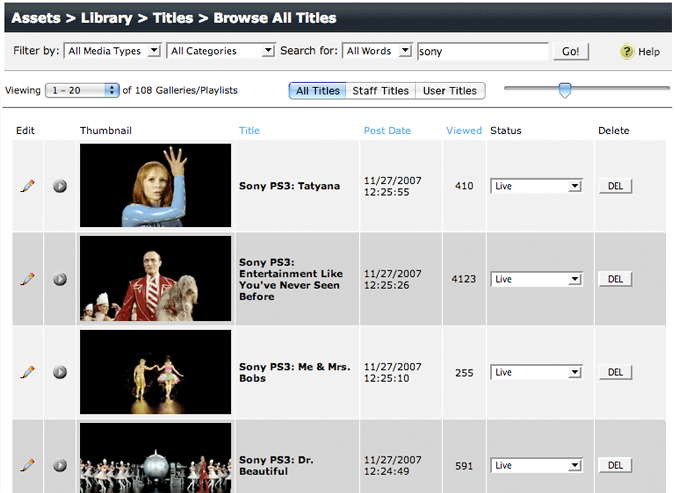 Assets > Library > Titles > Browse All Titles
Filter by: All Media Types All Categories Search for: All Words sony Go! ? Help
Viewing 1 - 20 of 108 Galleries/Playlists All Titles Staff Titles User Titles
Edit Thumbnail Title Post Date Viewed Status Delete
Sony PS3: Tatyana
11/27/2007
12:25:55
410
Live
DEL
Sony PS3:
Entertainment Like
You've Never Seen
Before
11/27/2007
12:25:26
4123
Live
DEL
Sony PS3: Me & Mrs.
Bobs
11/27/2007
12:25:10
255
Live
DEL
Sony PS3: Dr.
Beautiful
11/27/2007
12:24:49
591
Live
DEL